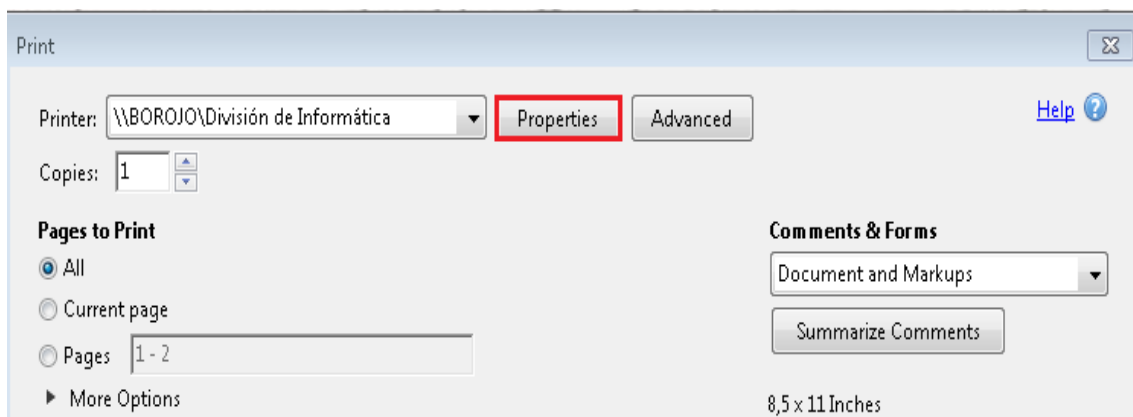 Print
Printer: \\BOROJO\División de Informática Properties Advanced Help
Copies: 1
Pages to Print
All
Current page
Pages 1 - 2
More Options
Comments & Forms
Document and Markups
Summarize Comments
8,5 x 11 Inches